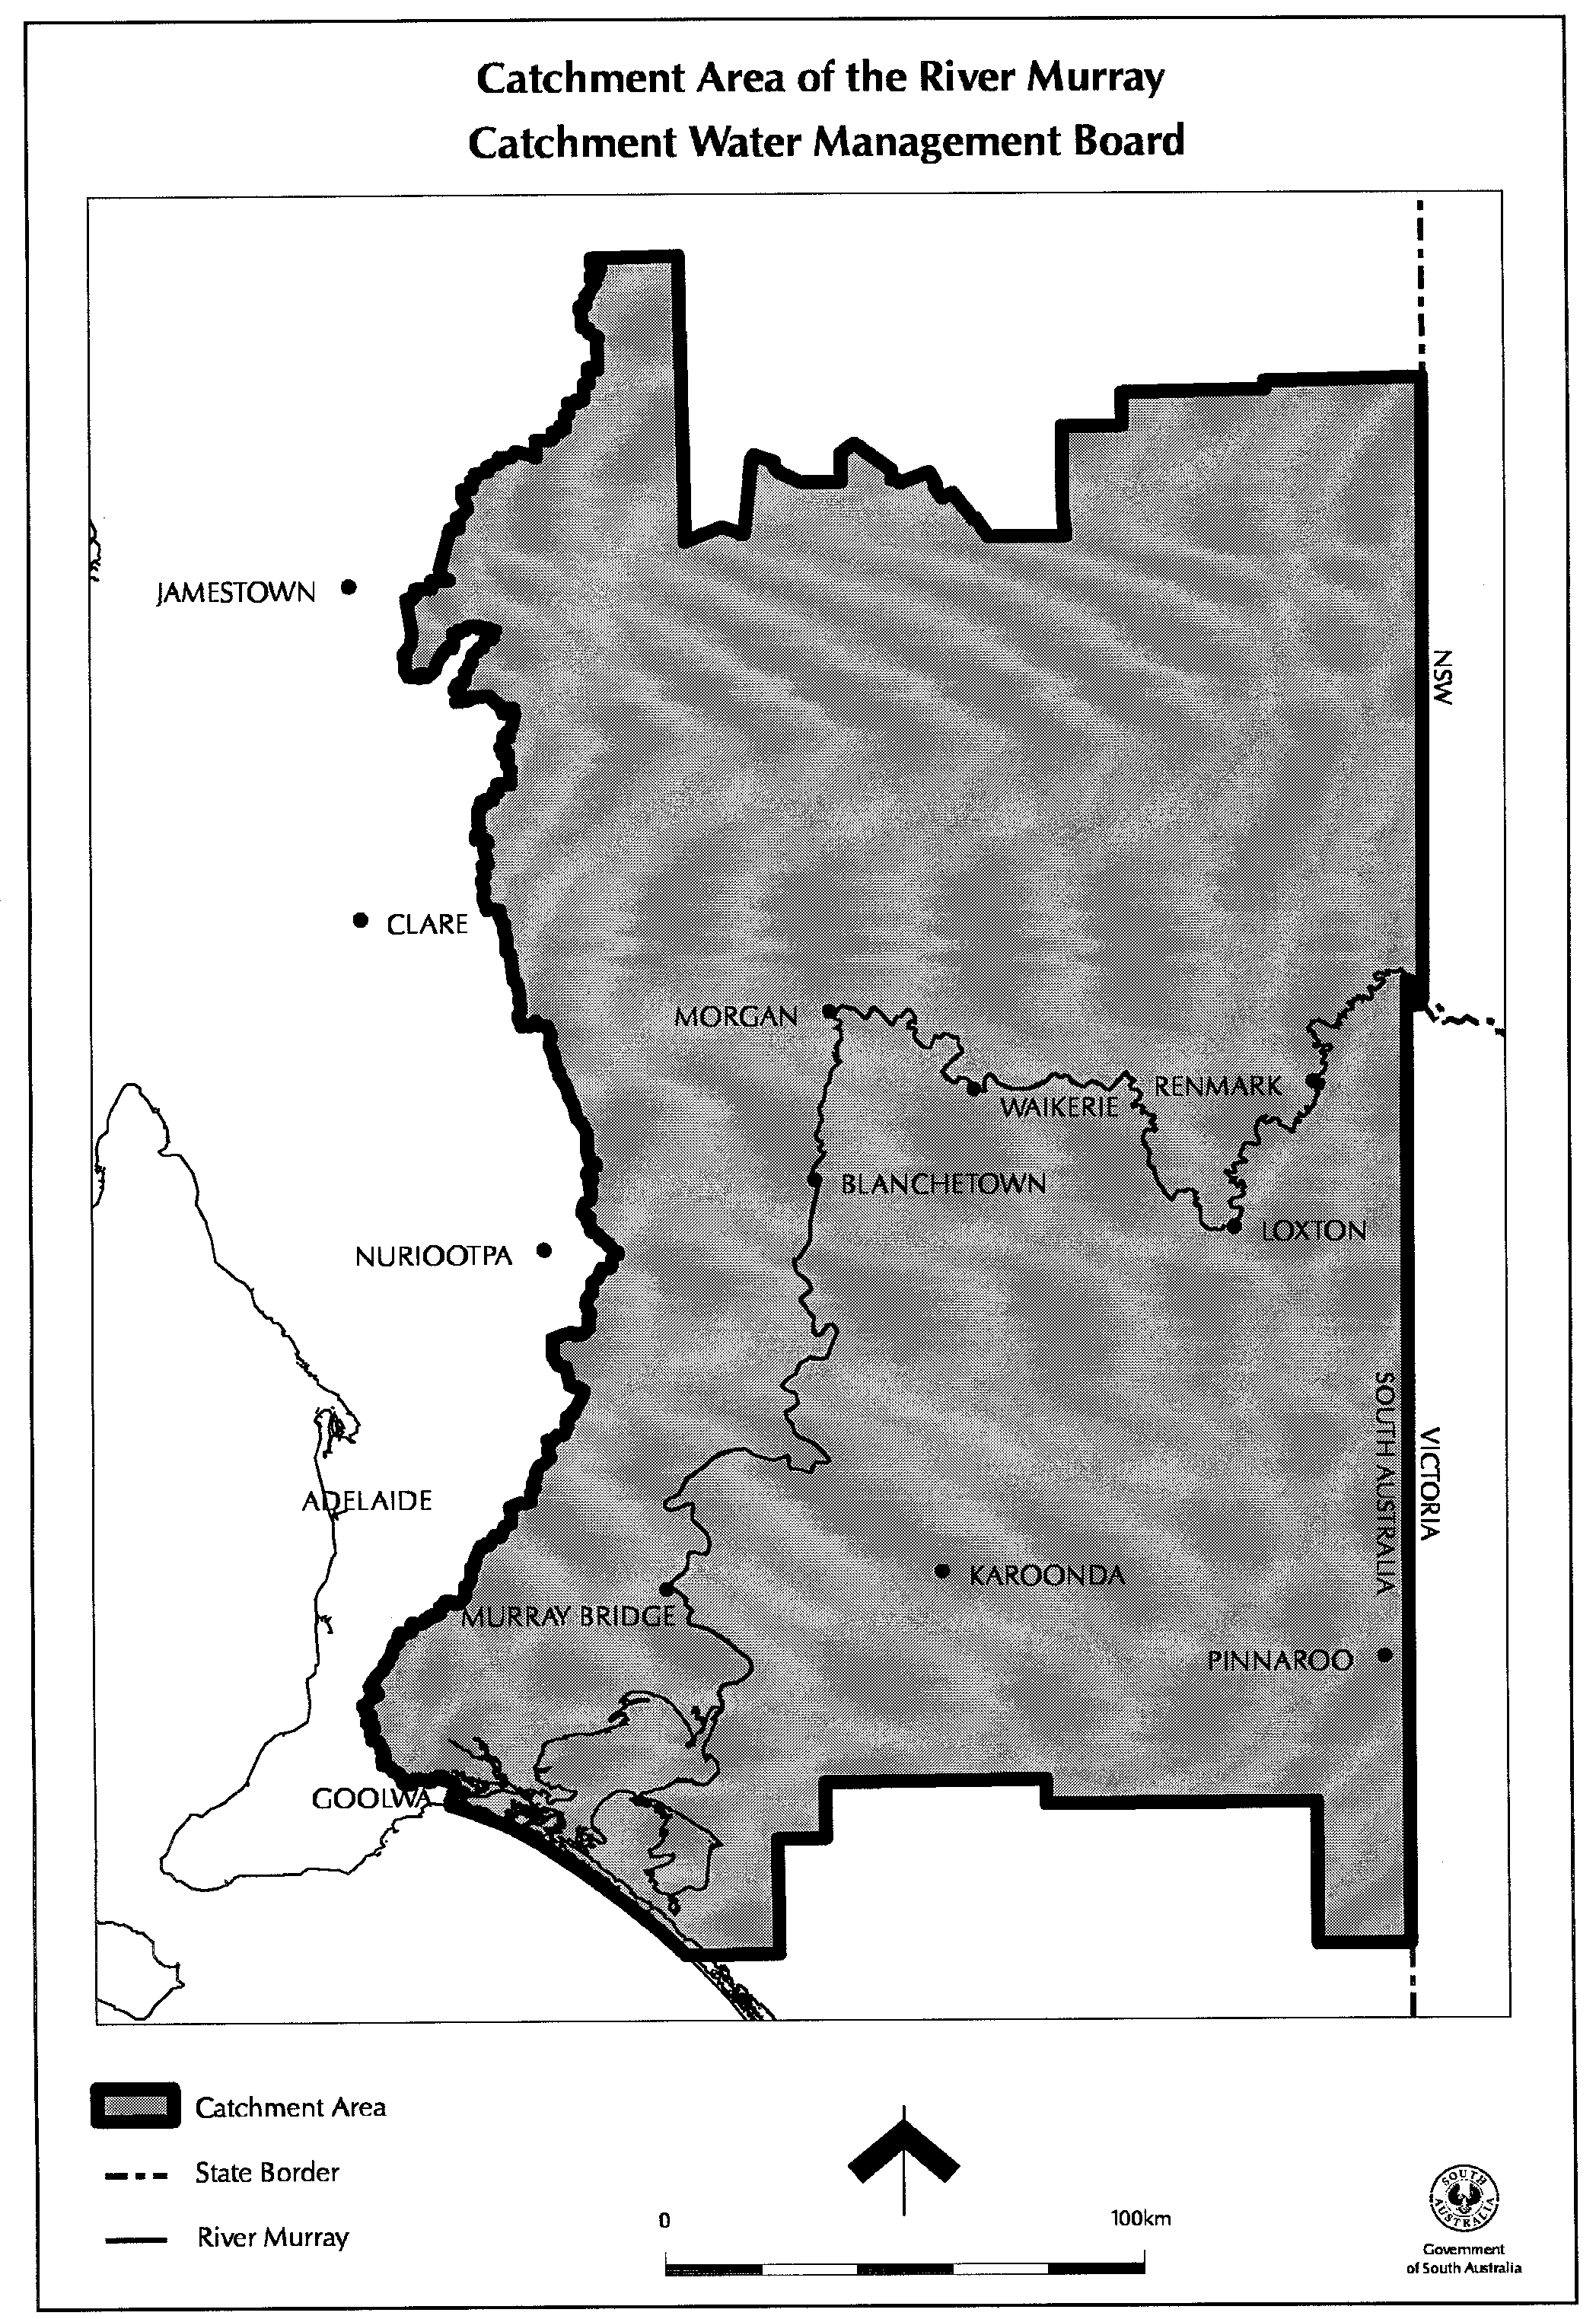 Catchment Area of the River Murray
Catchment Water Management Board
JAMESTOWN
NSW
CLARE
MORGAN
RENMARK
WAIKERIE
BLANCHETOWN
LOXTON
NURIOOTPA
SOUTH AUSTRALIA
VICTORIA
ADELAIDE
KAROONDA
MURRAY BRIDGE
PINNAROO
GOOLWA
Catchment Area
State Border
River Murray
0
100km
SOUTH
AUSTRALIA
Government
of South Australia